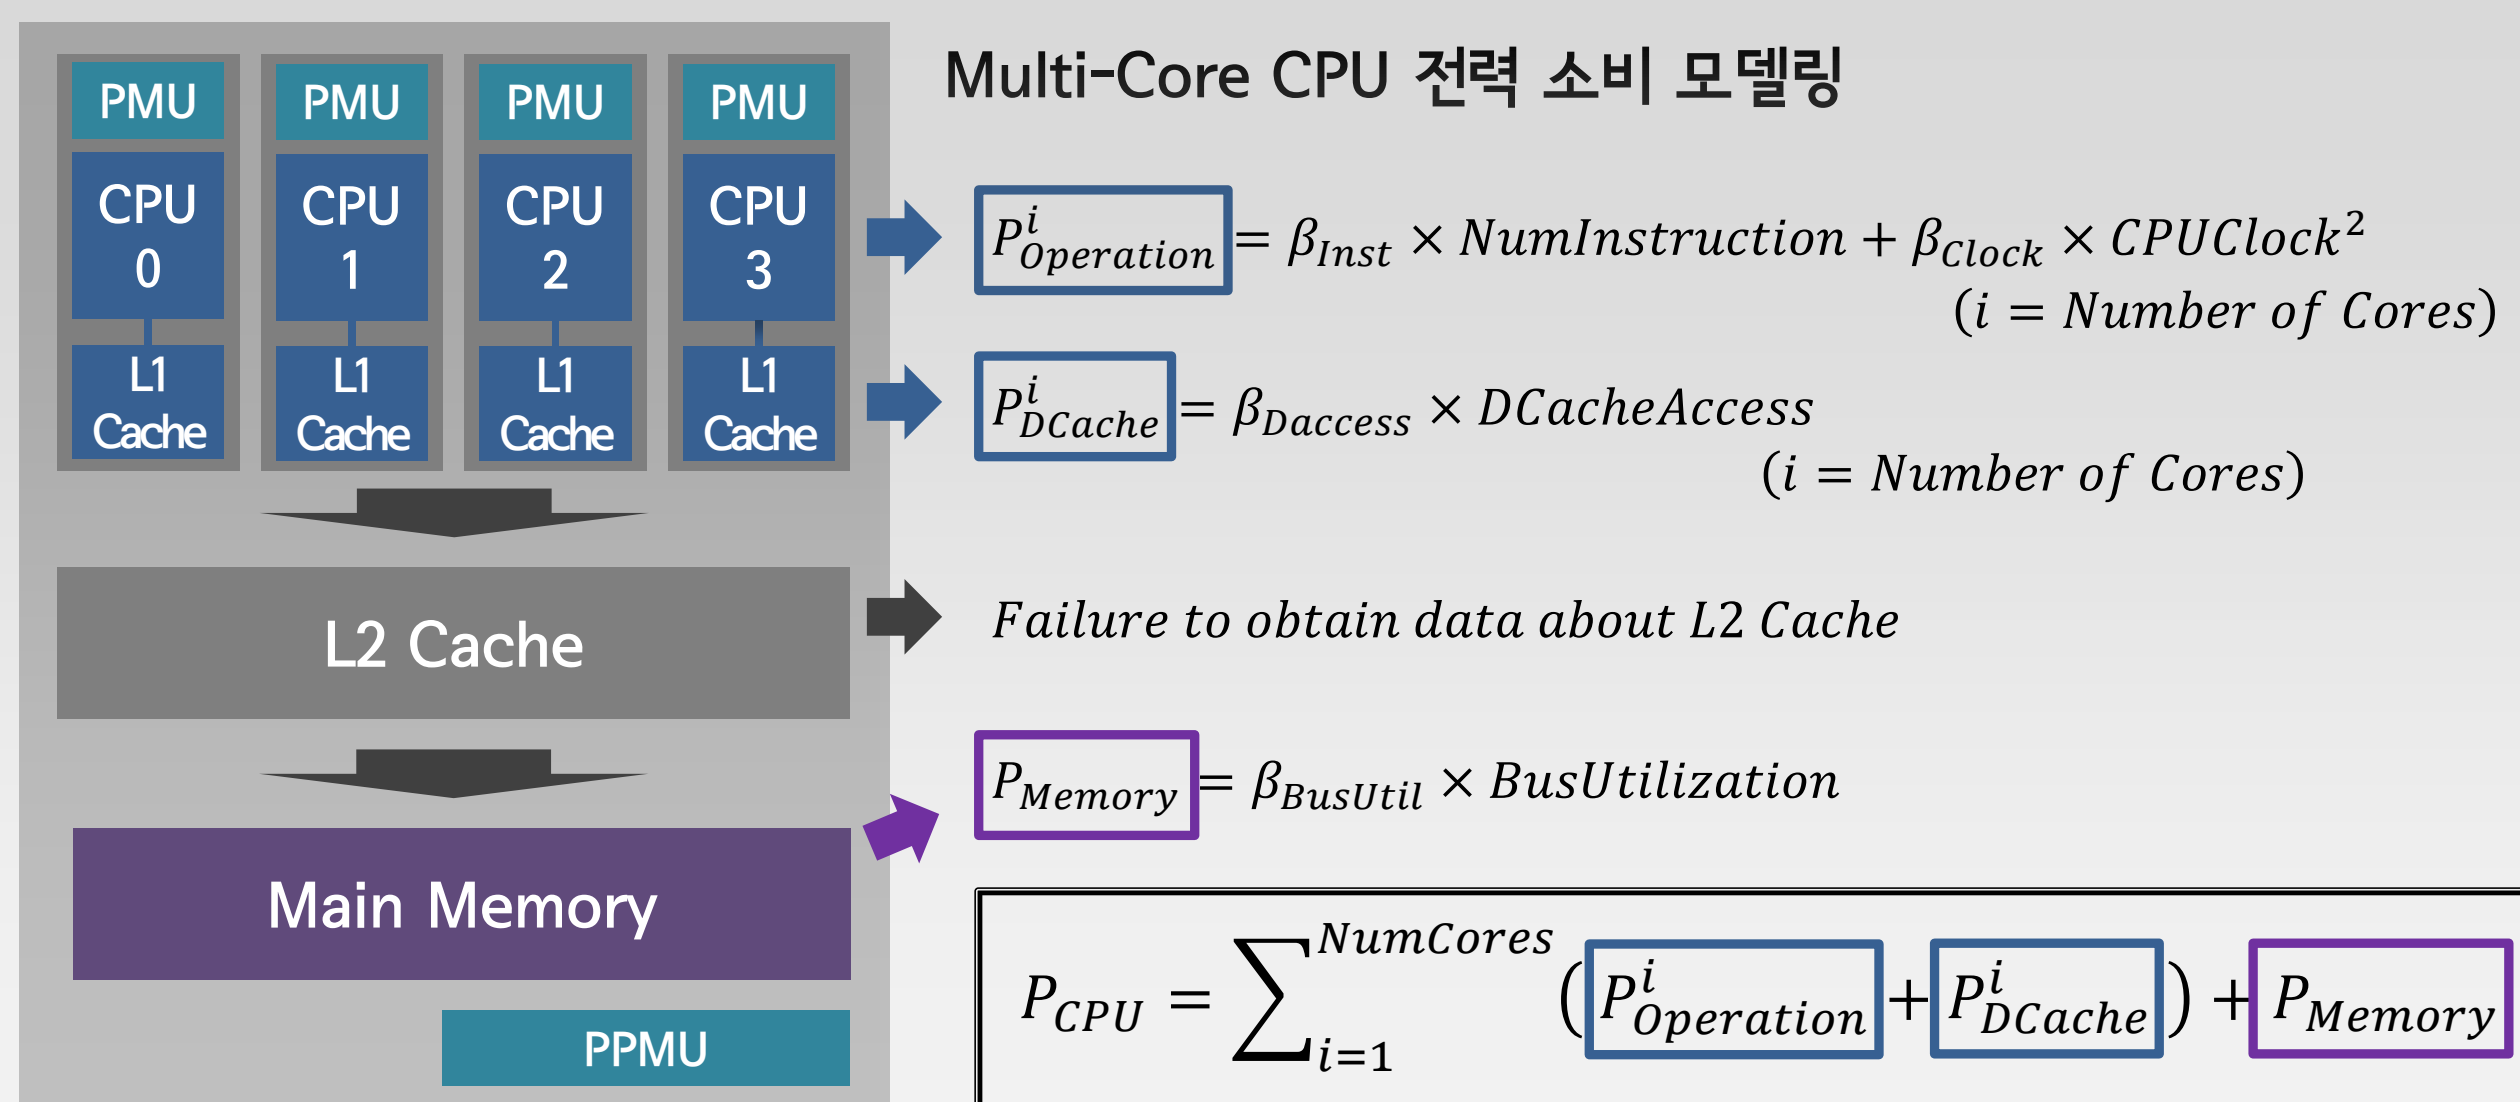 PMU
CPU
0
L1
Cache
PMU
CPU
1
L1
Cache
PMU
CPU
2
L1
Cache
PMU
CPU
3
L1
Cache
L2 Cache
Main Memory
PPMU
Multi-Core CPU 전력 소비 모델링
P^i_Operation = β_Inst × NumInstruction + β_Clock × CPUClock²
(i = Number of Cores)
P^i_DCache = β_Daccess × DCacheAccess
(i = Number of Cores)
Failure to obtain data about L2 Cache
P_Memory = β_BusUtil × BusUtilization
P_CPU = ∑_{i=1}^{NumCores} (P^i_Operation + P^i_DCache) + P_Memory